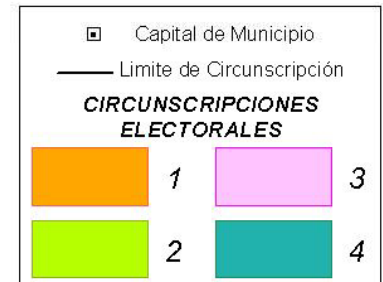 Capital de Municipio
Limite de Circunscripción
CIRCUNSCRIPCIONES
ELECTORALES
1 3
2 4